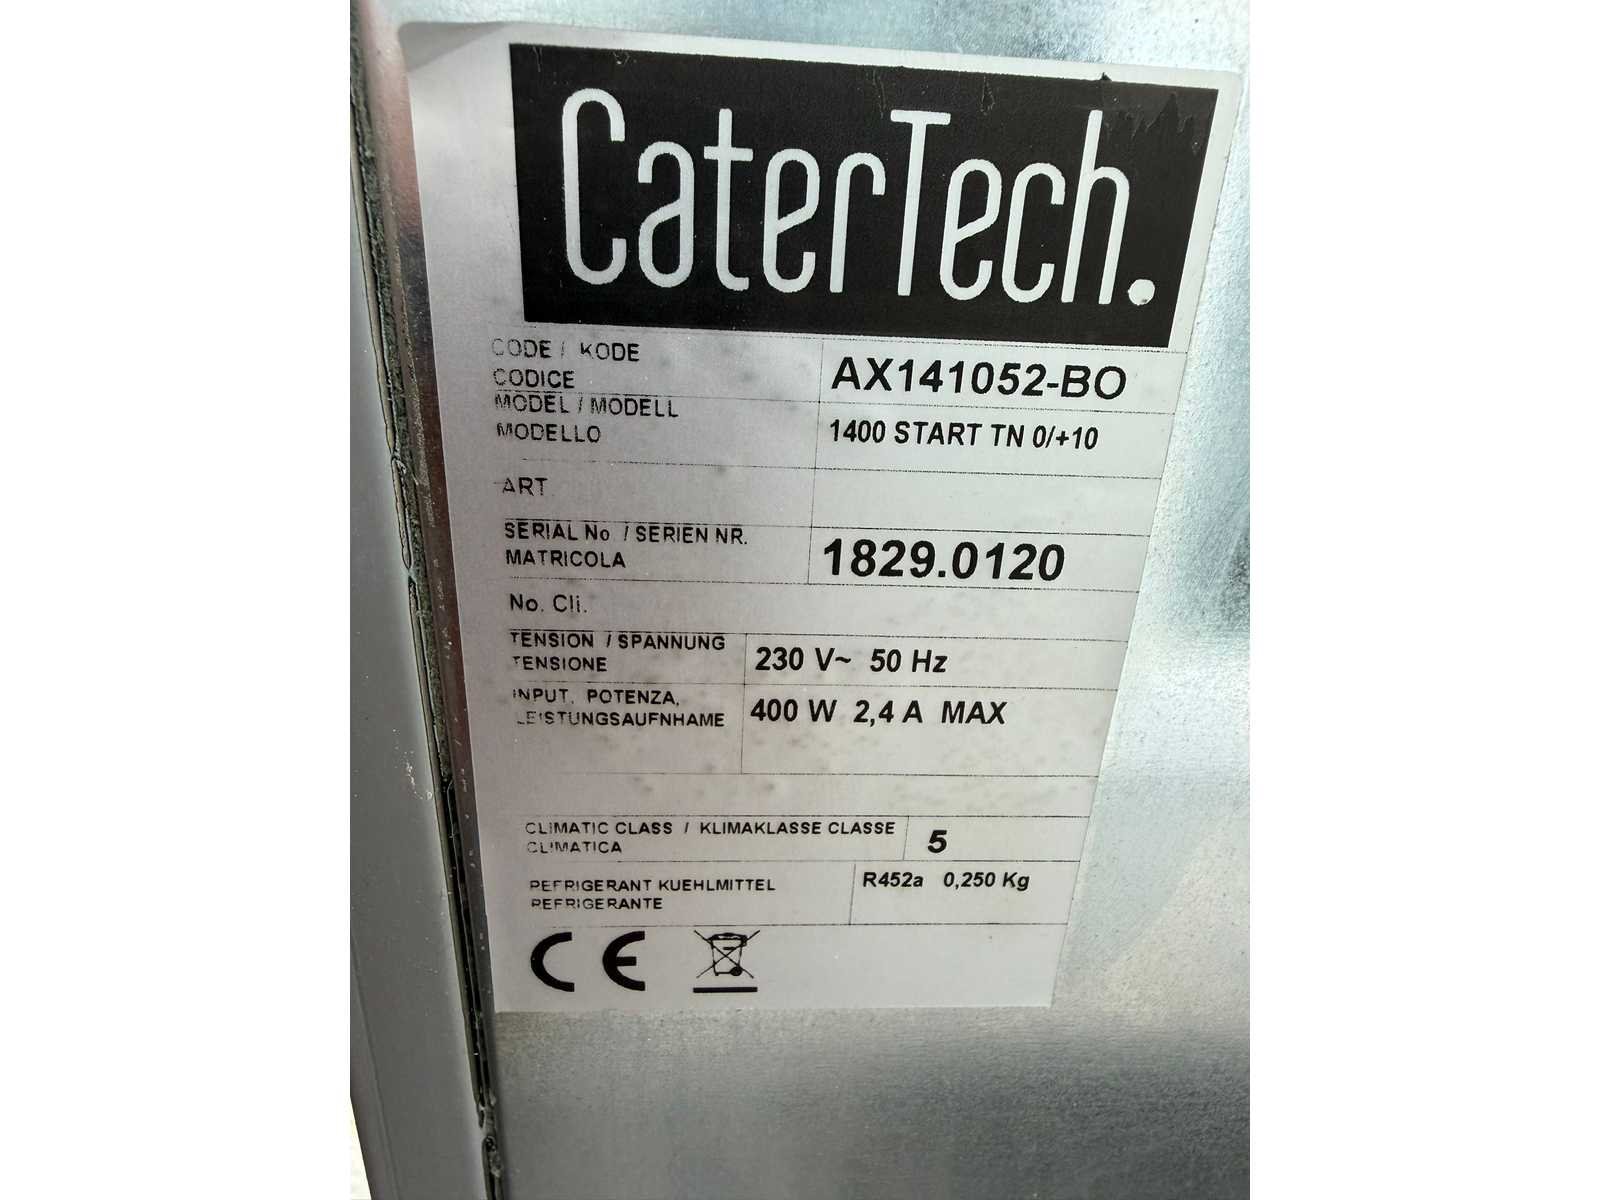 CaterTech.
CODE / KODE
CODICE
AX141052-BO
MODEL / MODELL
MODELLO
1400 START TN 0/+10
ART
SERIAL No / SERIEN NR.
MATRICOLA
1829.0120
No. Cli.
TENSION / SPANNUNG
TENSIONE
230 V~ 50 Hz
INPUT, POTENZA,
LEISTUNGSAUFNHAME
400 W 2,4 A MAX
CLIMATIC CLASS / KLIMAKLASSE CLASSE
CLIMATICA
5
REFRIGERANT KUEHLMITTEL
REFRIGERANTE
R452a 0,250 Kg
CE